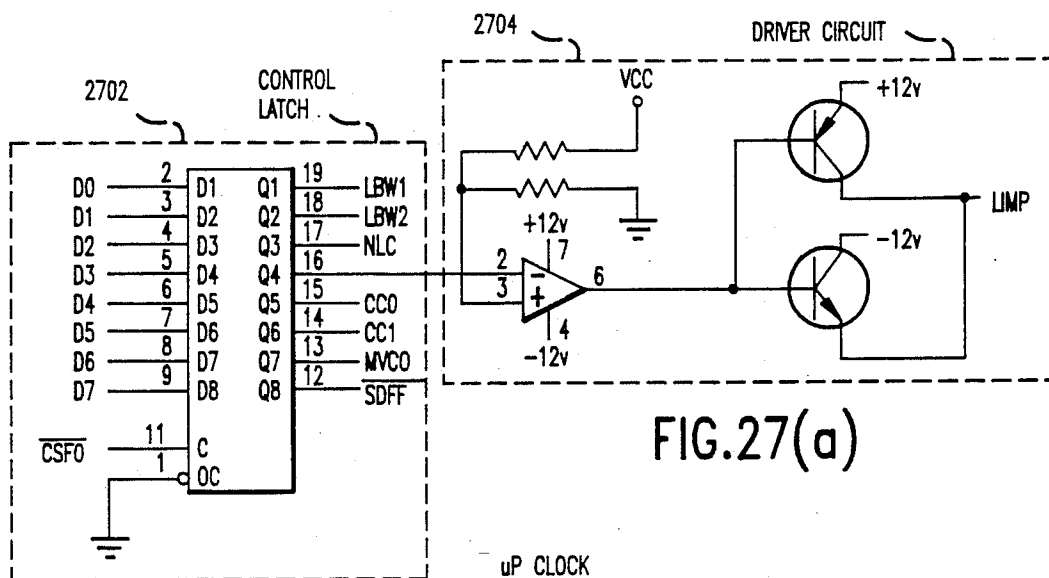 2704
DRIVER CIRCUIT
2702
CONTROL
LATCH
VCC
+12v
D0 2 D1 Q1 19 LBW1
D1 3 D2 Q2 18 LBW2
D2 4 D3 Q3 17 NLC
D3 5 D4 Q4 16
D4 6 D5 Q5 15 CC0
D5 7 D6 Q6 14 CC1
D6 8 D7 Q7 13 MVCO
D7 9 D8 Q8 12 SDFF
CSF0 11 C
1 OC
+12v
7
2 −
3 +
6
4
-12v
-12v
LIMP
FIG.27(a)
uP CLOCK